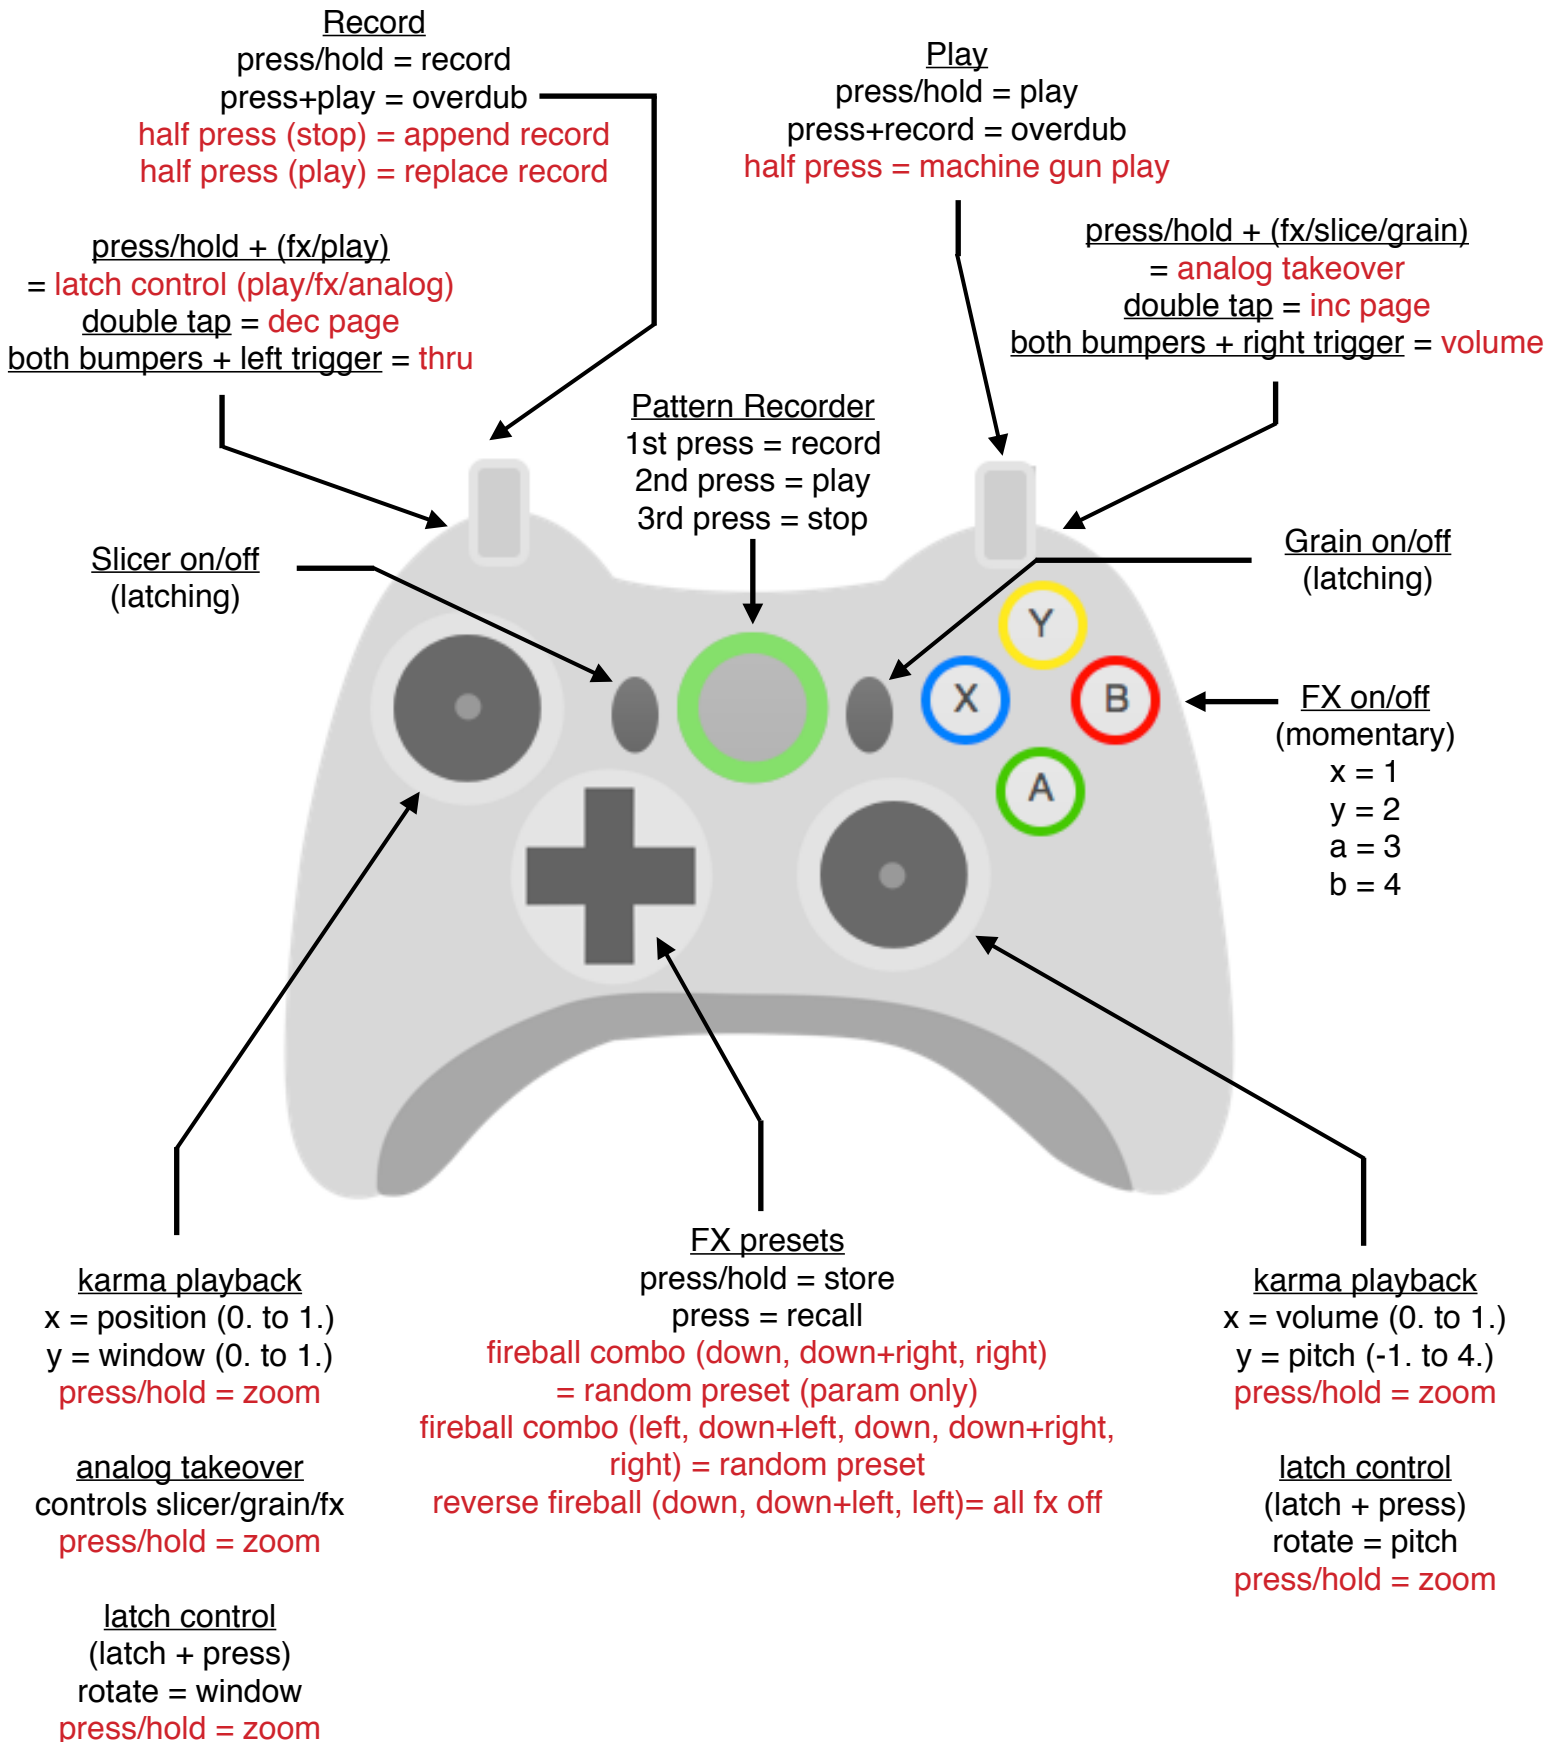 Record
press/hold = record
press+play = overdub
half press (stop) = append record
half press (play) = replace record
Play
press/hold = play
press+record = overdub
half press = machine gun play
press/hold + (fx/play)
= latch control (play/fx/analog)
double tap = dec page
both bumpers + left trigger = thru
press/hold + (fx/slice/grain)
= analog takeover
double tap = inc page
both bumpers + right trigger = volume
Pattern Recorder
1st press = record
2nd press = play
3rd press = stop
Slicer on/off
(latching)
Grain on/off
(latching)
Y
X
B
A
FX on/off
(momentary)
x = 1
y = 2
a = 3
b = 4
karma playback
x = position (0. to 1.)
y = window (0. to 1.)
press/hold = zoom
analog takeover
controls slicer/grain/fx
press/hold = zoom
latch control
(latch + press)
rotate = window
press/hold = zoom
FX presets
press/hold = store
press = recall
fireball combo (down, down+right, right)
= random preset (param only)
fireball combo (left, down+left, down, down+right,
right) = random preset
reverse fireball (down, down+left, left)= all fx off
karma playback
x = volume (0. to 1.)
y = pitch (-1. to 4.)
press/hold = zoom
latch control
(latch + press)
rotate = pitch
press/hold = zoom